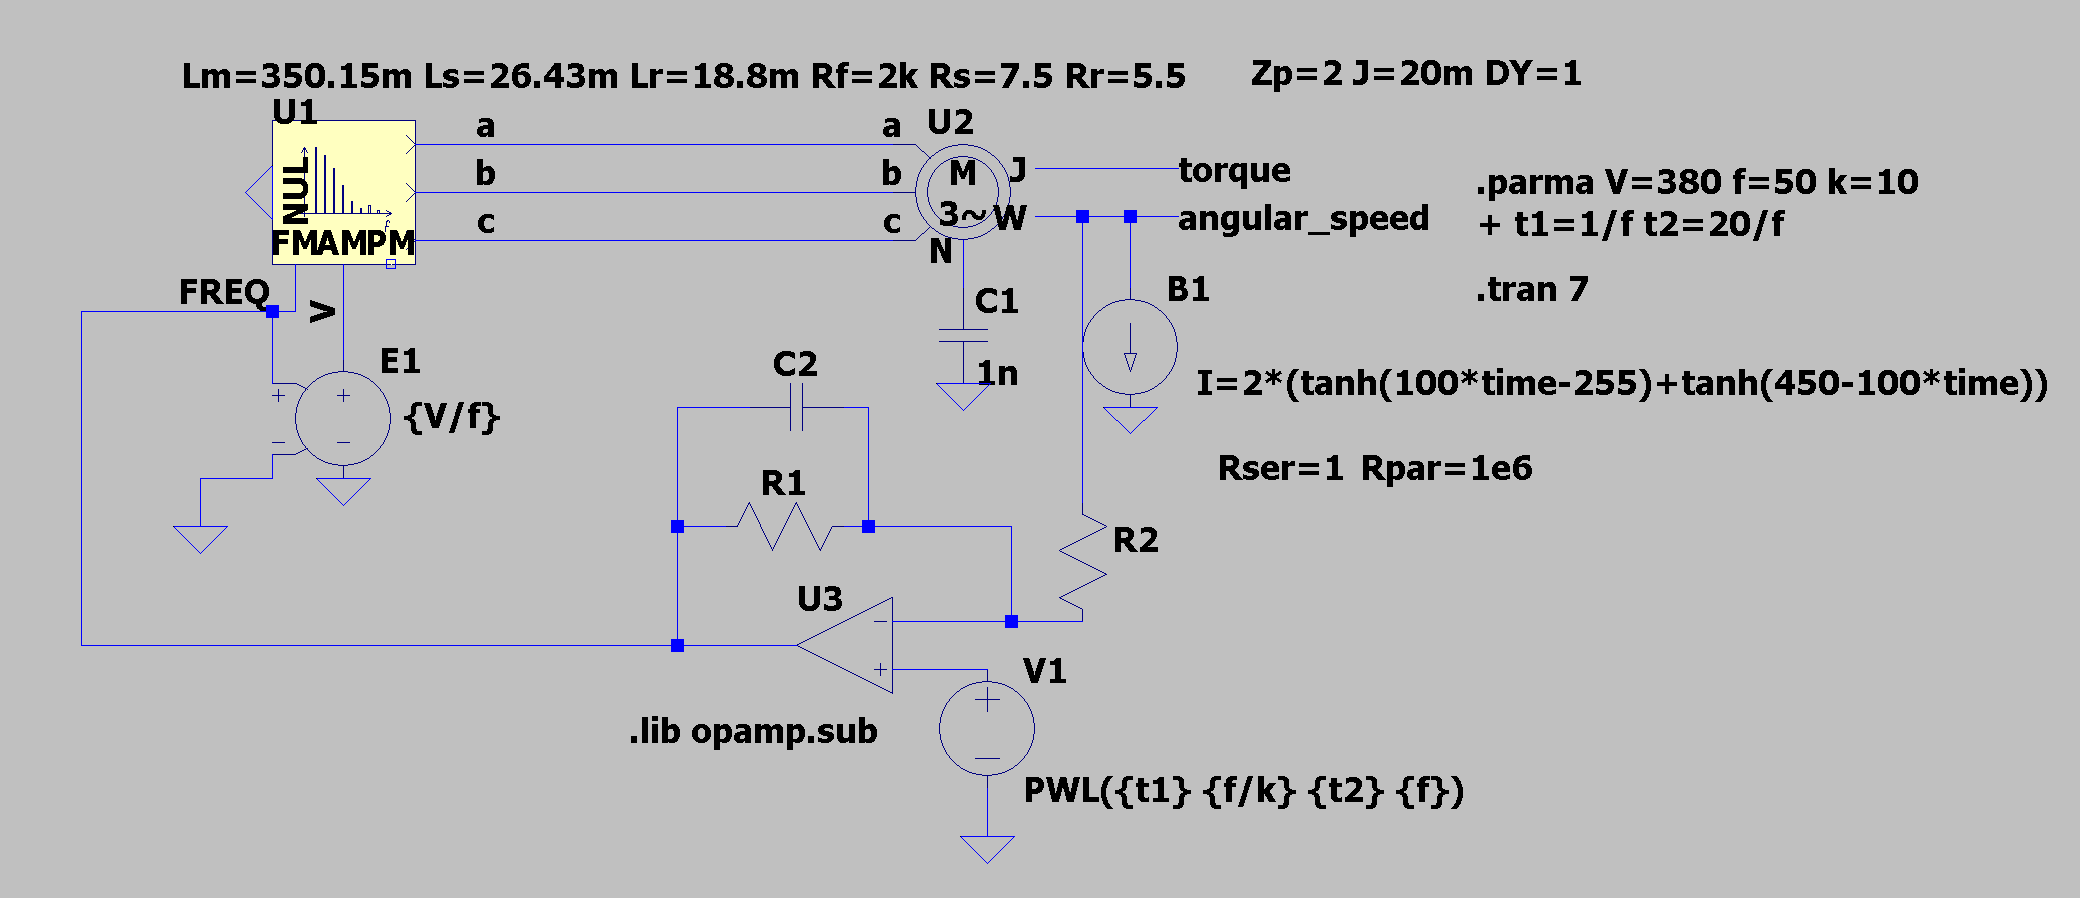 Lm=350.15m Ls=26.43m Lr=18.8m Rf=2k Rs=7.5 Rr=5.5
Zp=2 J=20m DY=1
U1
NUL
f
FM AM PM
a
b
c
a
b
c
U2
M
3~
J
W
N
torque
angular_speed
.parma V=380 f=50 k=10
+ t1=1/f t2=20/f
.tran 7
FREQ
V
E1
+
+
−
−
{V/f}
C1
1n
B1
I=2*(tanh(100*time-255)+tanh(450-100*time))
Rser=1 Rpar=1e6
C2
R1
R2
U3
−
+
.lib opamp.sub
V1
+
−
PWL({t1} {f/k} {t2} {f})